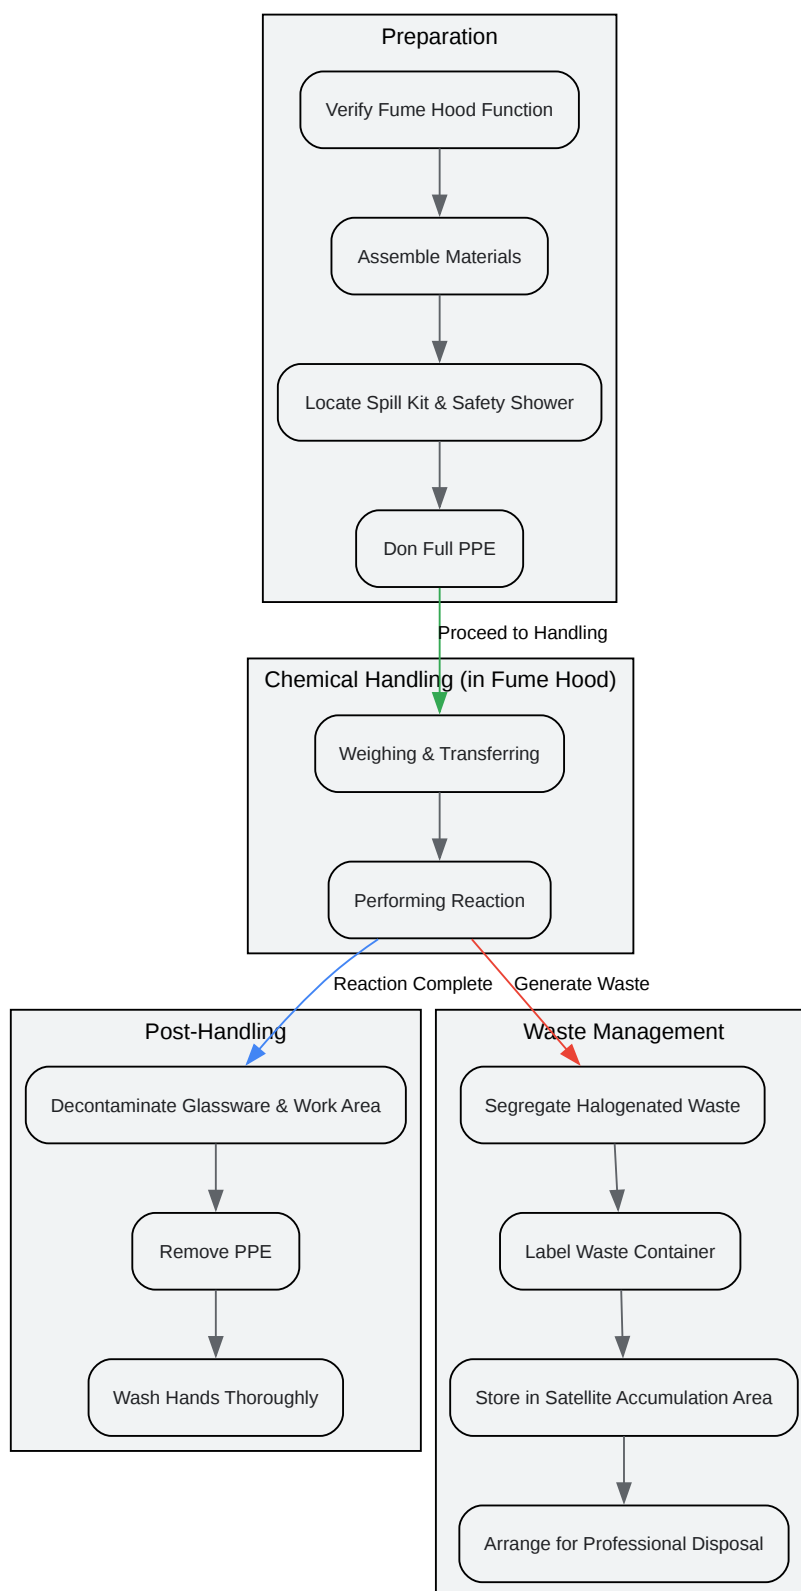 Preparation
Verify Fume Hood Function
Assemble Materials
Locate Spill Kit & Safety Shower
Don Full PPE
Proceed to Handling
Chemical Handling (in Fume Hood)
Weighing & Transferring
Performing Reaction
Reaction Complete
Generate Waste
Post-Handling
Decontaminate Glassware & Work Area
Remove PPE
Wash Hands Thoroughly
Waste Management
Segregate Halogenated Waste
Label Waste Container
Store in Satellite Accumulation Area
Arrange for Professional Disposal